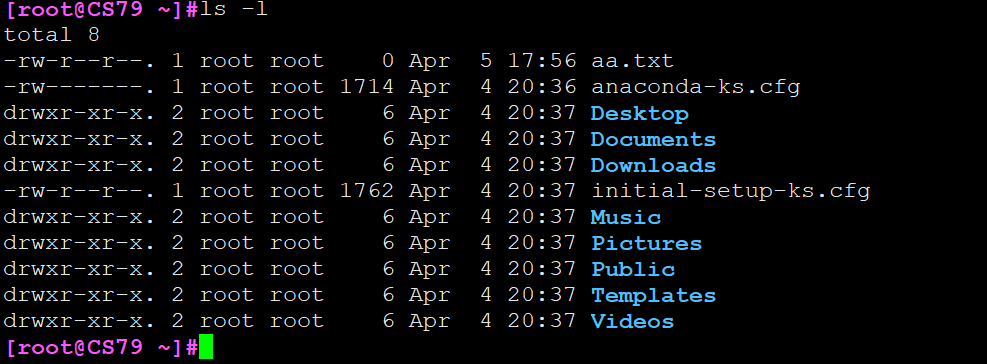 [root@CS79 ~]#ls -l
total 8
-rw-r--r--. 1 root root    0 Apr  5 17:56 aa.txt
-rw-------. 1 root root 1714 Apr  4 20:36 anaconda-ks.cfg
drwxr-xr-x. 2 root root    6 Apr  4 20:37 Desktop
drwxr-xr-x. 2 root root    6 Apr  4 20:37 Documents
drwxr-xr-x. 2 root root    6 Apr  4 20:37 Downloads
-rw-r--r--. 1 root root 1762 Apr  4 20:37 initial-setup-ks.cfg
drwxr-xr-x. 2 root root    6 Apr  4 20:37 Music
drwxr-xr-x. 2 root root    6 Apr  4 20:37 Pictures
drwxr-xr-x. 2 root root    6 Apr  4 20:37 Public
drwxr-xr-x. 2 root root    6 Apr  4 20:37 Templates
drwxr-xr-x. 2 root root    6 Apr  4 20:37 Videos
[root@CS79 ~]#